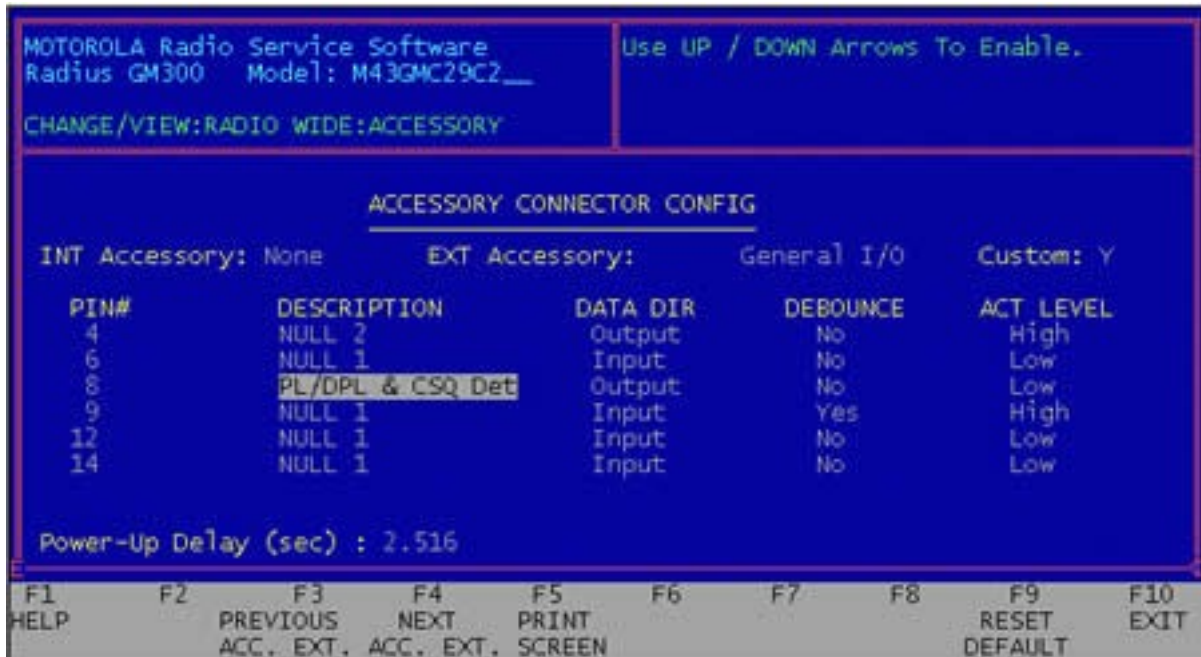 MOTOROLA Radio Service Software
Radius GM300 Model: M43GMC29C2__
CHANGE/VIEW:RADIO WIDE:ACCESSORY
Use UP / DOWN Arrows To Enable.
ACCESSORY CONNECTOR CONFIG
INT Accessory: None EXT Accessory: General I/O Custom: Y
PIN# DESCRIPTION DATA DIR DEBOUNCE ACT LEVEL
4 NULL 2 Output No High
6 NULL 1 Input No Low
8 PL/DPL & CSQ Det Output No Low
9 NULL 1 Input Yes High
12 NULL 1 Input No Low
14 NULL 1 Input No Low
Power-Up Delay (sec) : 2.516
F1 F2 F3 F4 F5 F6 F7 F8 F9 F10
HELP PREVIOUS NEXT PRINT RESET EXIT
ACC. EXT. ACC. EXT. SCREEN DEFAULT